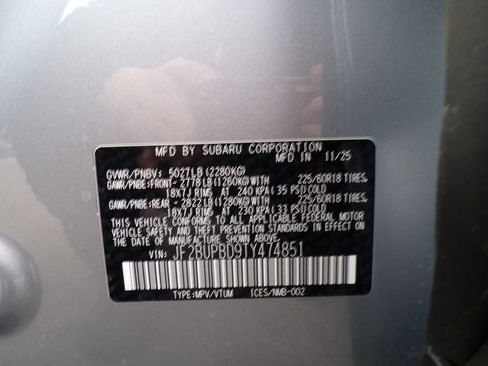 MFD BY SUBARU CORPORATION
MFD IN 11/25
GVWR/PNBV: 5027LB(2280KG)
GAWR/PNBE:FRONT- 2778LB(1260KG)WITH 225/60R18 TIRES,
18X7J RIMS AT 240 KPA(35 PSI)COLD
GAWR/PNBE:REAR -2822LB(1280KG)WITH 225/60R18 TIRES,
18X7J RIMS AT 230 KPA(33 PSI)COLD
THIS VEHICLE CONFORMS TO ALL APPLICABLE FEDERAL MOTOR
VEHICLE SAFETY AND THEFT PREVENTION STANDARDS IN EFFECT
ON THE DATE OF MANUFACTURE SHOWN ABOVE.
VIN: JF2BUPBD9TY474851
TYPE:MPV/VTUM ICES/NMB-002